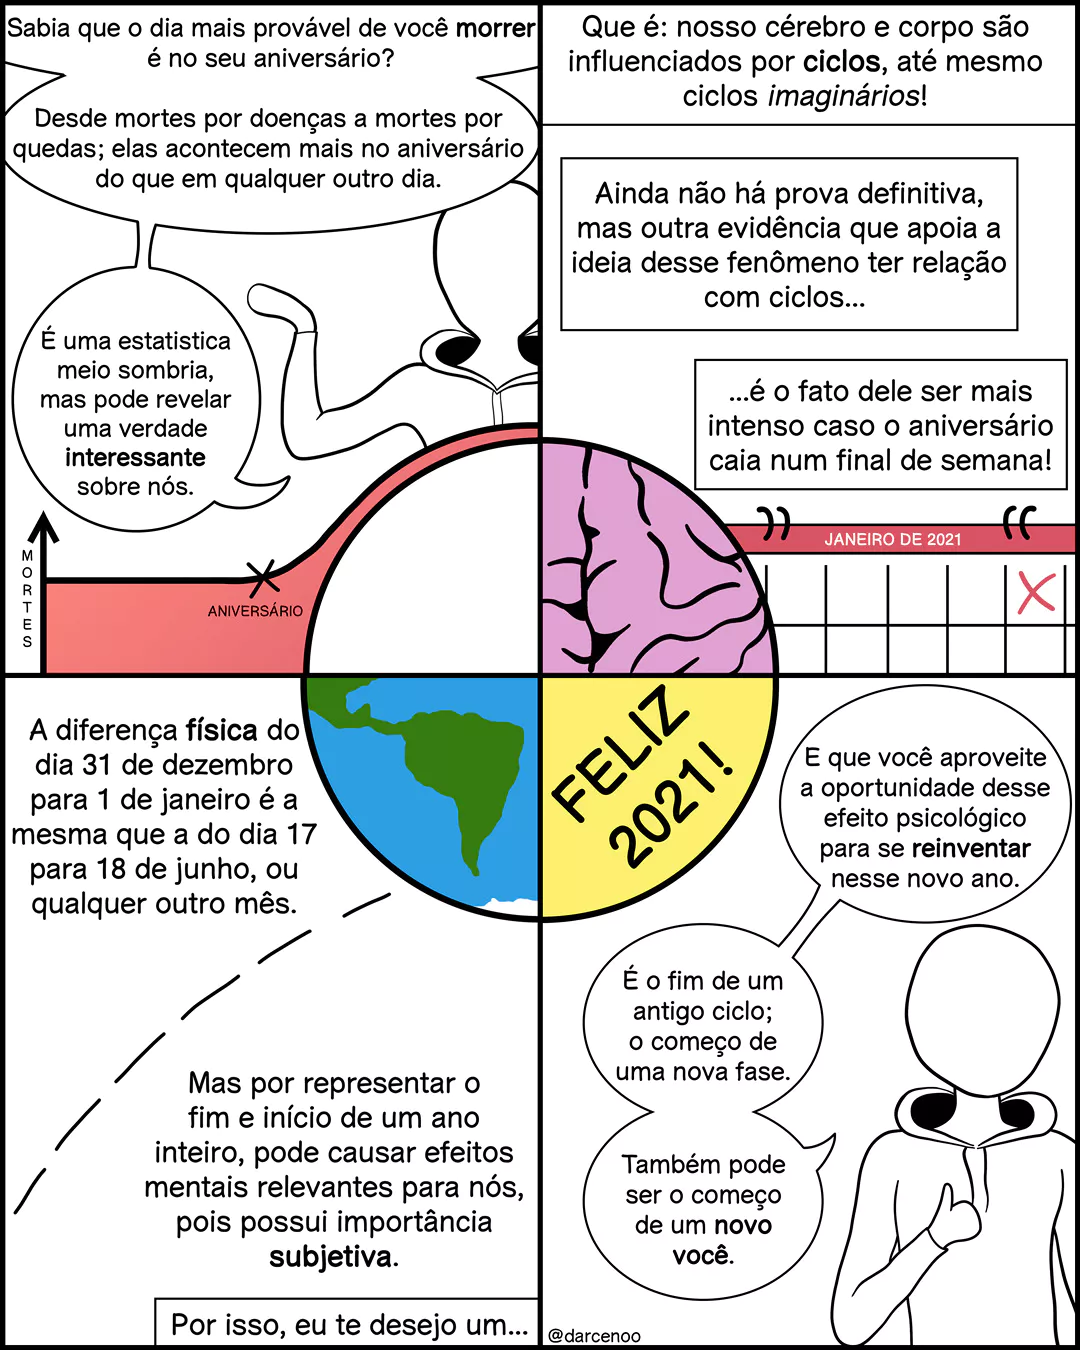 Sabia que o dia mais provável de você morrer
é no seu aniversário?
Desde mortes por doenças a mortes por
quedas; elas acontecem mais no aniversário
do que em qualquer outro dia.
É uma estatistica
meio sombria,
mas pode revelar
uma verdade
interessante
sobre nós.
MORTES
ANIVERSÁRIO
Que é: nosso cérebro e corpo são
influenciados por ciclos, até mesmo
ciclos imaginários!
Ainda não há prova definitiva,
mas outra evidência que apoia a
ideia desse fenômeno ter relação
com ciclos...
...é o fato dele ser mais
intenso caso o aniversário
caia num final de semana!
JANEIRO DE 2021
A diferença física do
dia 31 de dezembro
para 1 de janeiro é a
mesma que a do dia 17
para 18 de junho, ou
qualquer outro mês.
Mas por representar o
fim e início de um ano
inteiro, pode causar efeitos
mentais relevantes para nós,
pois possui importância
subjetiva.
Por isso, eu te desejo um...
FELIZ
2021!
E que você aproveite
a oportunidade desse
efeito psicológico
para se reinventar
nesse novo ano.
É o fim de um
antigo ciclo;
o começo de
uma nova fase.
Também pode
ser o começo
de um novo
você.
@darcenoo